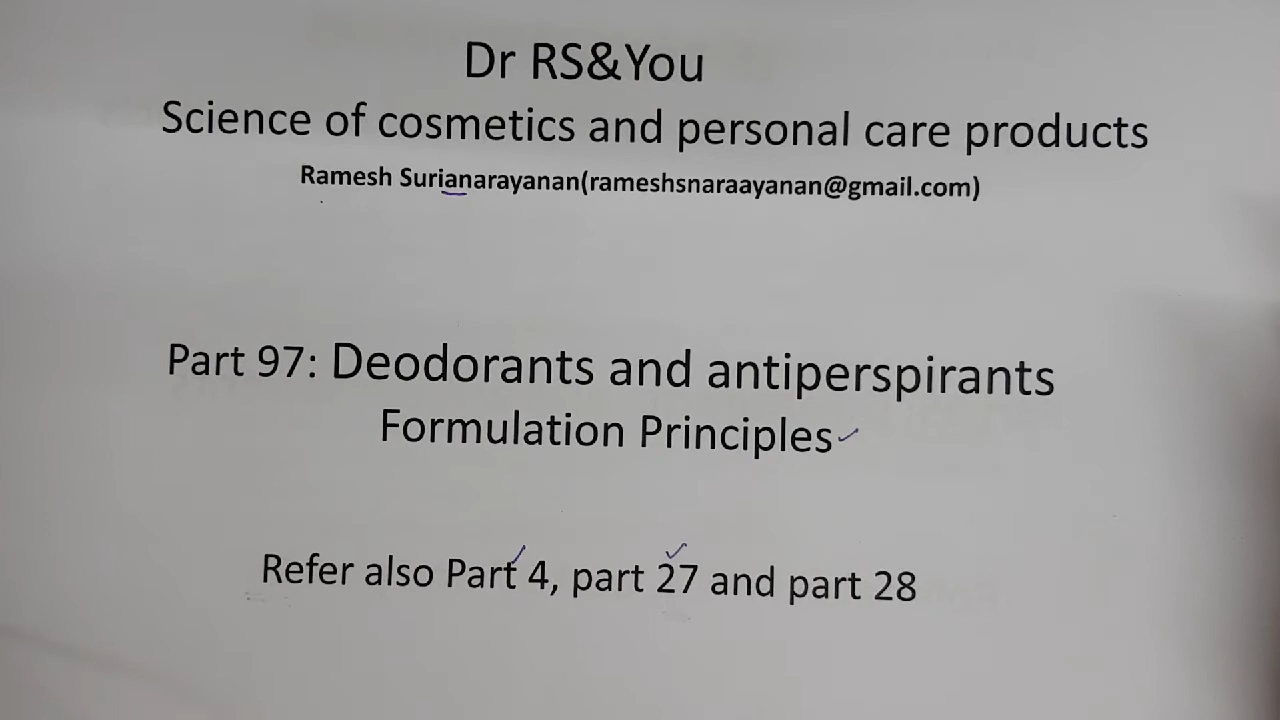 Dr RS&You
Science of cosmetics and personal care products
Ramesh Surianarayanan(rameshsnaraayanan@gmail.com)
Part 97: Deodorants and antiperspirants
Formulation Principles
Refer also Part 4, part 27 and part 28